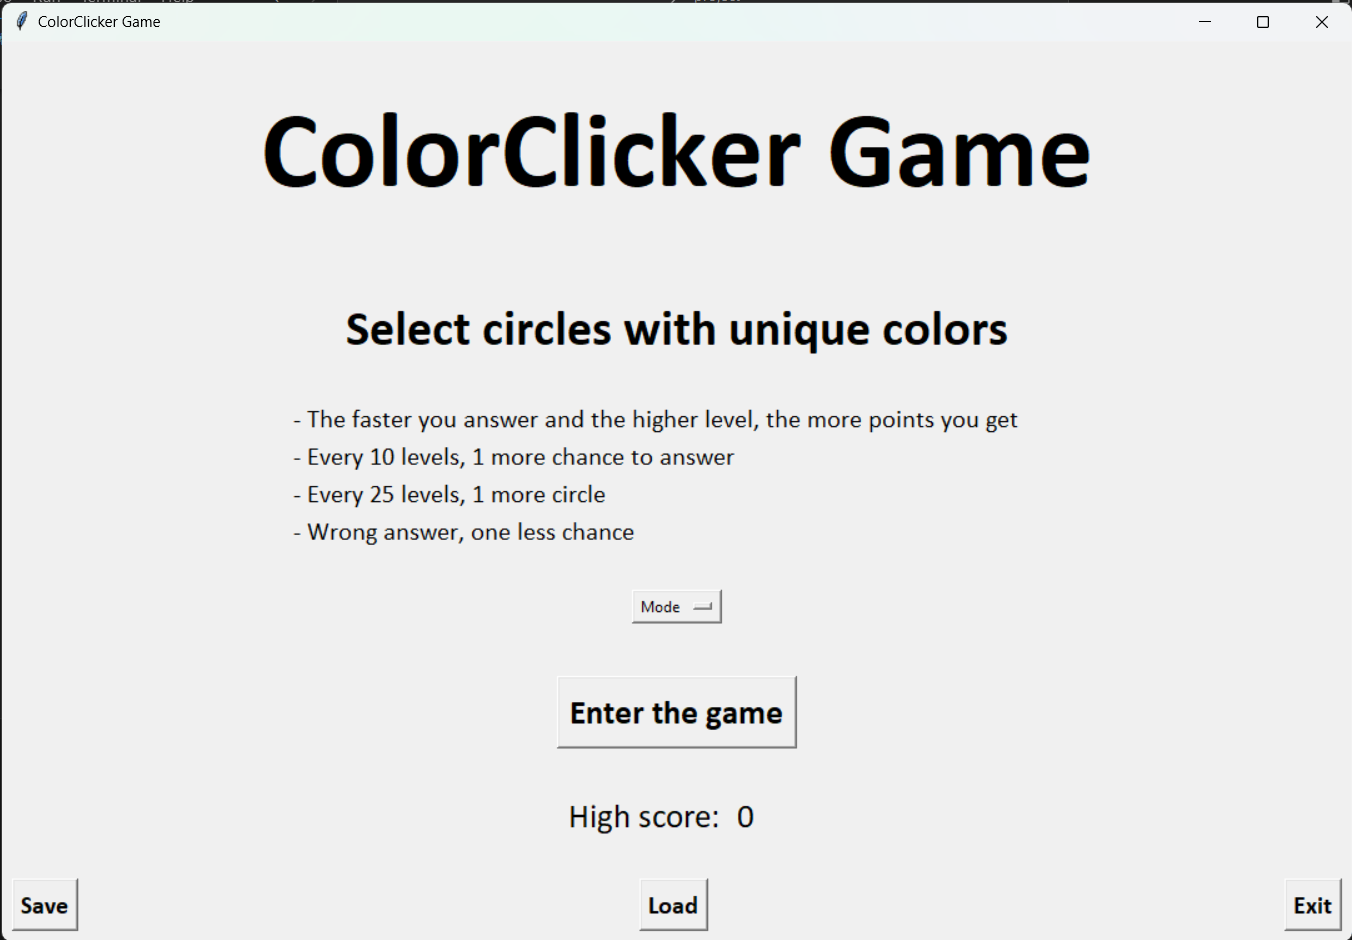 ColorClicker Game
ColorClicker Game
Select circles with unique colors
- The faster you answer and the higher level, the more points you get
- Every 10 levels, 1 more chance to answer
- Every 25 levels, 1 more circle
- Wrong answer, one less chance
Mode
Enter the game
High score: 0
Save
Load
Exit